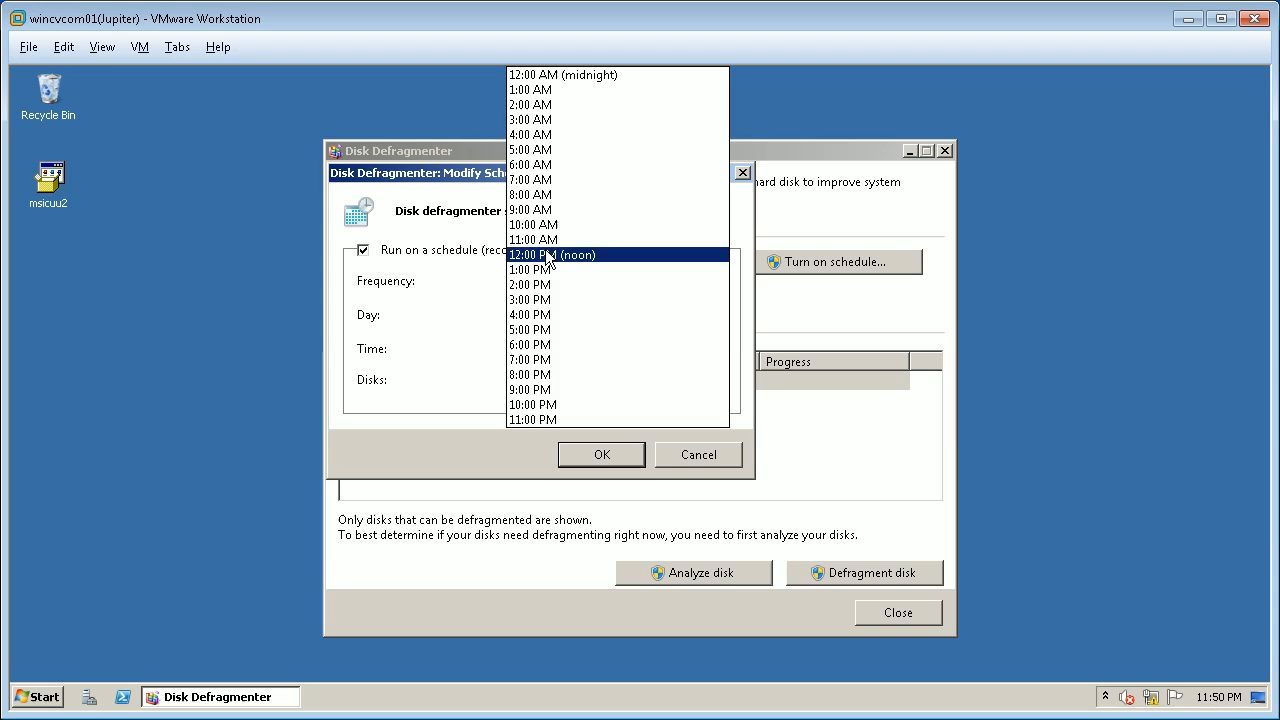 wincvcom01(Jupiter) - VMware Workstation
File Edit View VM Tabs Help
Recycle Bin
msicuu2
Disk Defragmenter
hard disk to improve system
Disk Defragmenter: Modify Sch
Disk defragmenter
Run on a schedule (rec
Turn on schedule...
Frequency:
Day:
Time:
Disks:
12:00 AM (midnight)
1:00 AM
2:00 AM
3:00 AM
4:00 AM
5:00 AM
6:00 AM
7:00 AM
8:00 AM
9:00 AM
10:00 AM
11:00 AM
12:00 PM (noon)
1:00 PM
2:00 PM
3:00 PM
4:00 PM
5:00 PM
6:00 PM
7:00 PM
8:00 PM
9:00 PM
10:00 PM
11:00 PM
Progress
OK Cancel
Only disks that can be defragmented are shown.
To best determine if your disks need defragmenting right now, you need to first analyze your disks.
Analyze disk Defragment disk
Close
Start Disk Defragmenter 11:50 PM